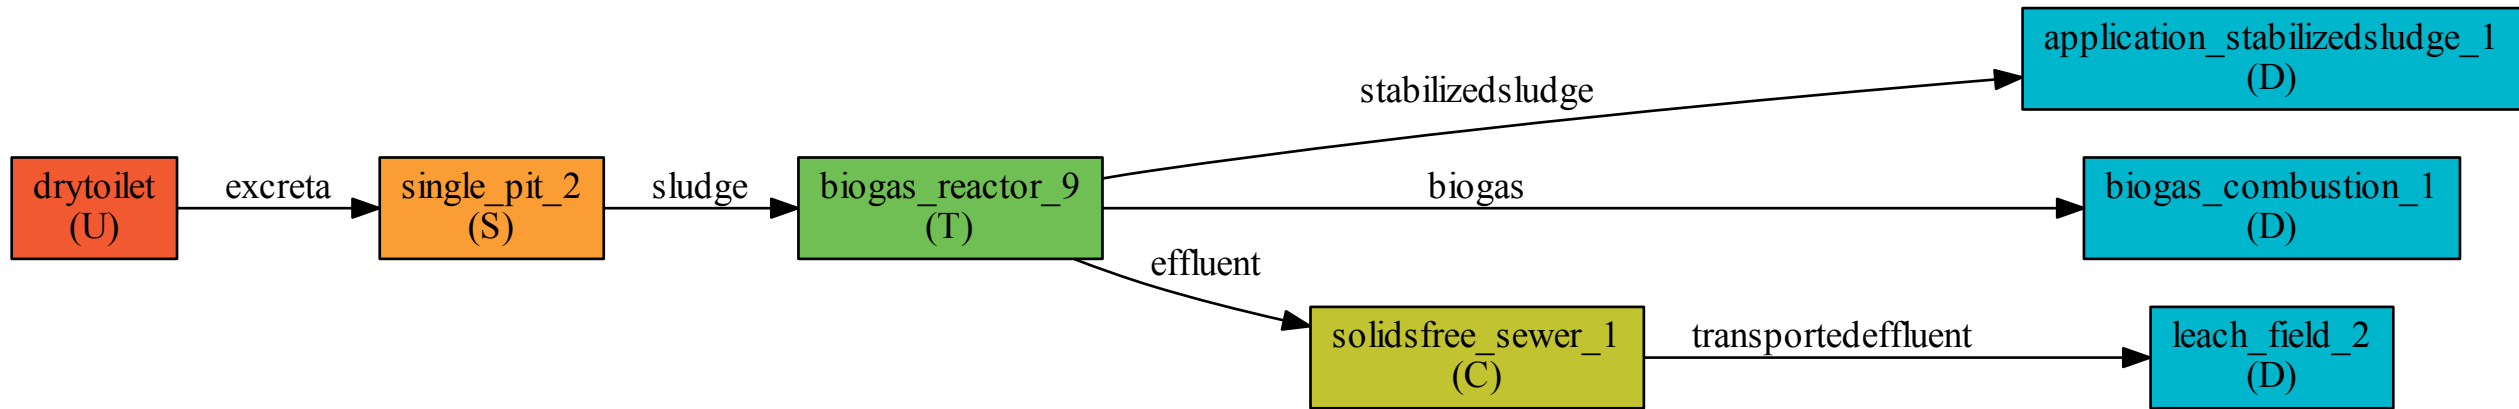 application_stabilizedsludge_1
(D)
stabilizedsludge
drytoilet
(U)
excreta
single_pit_2
(S)
sludge
biogas_reactor_9
(T)
biogas
biogas_combustion_1
(D)
effluent
solidsfree_sewer_1
(C)
transportedeffluent
leach_field_2
(D)